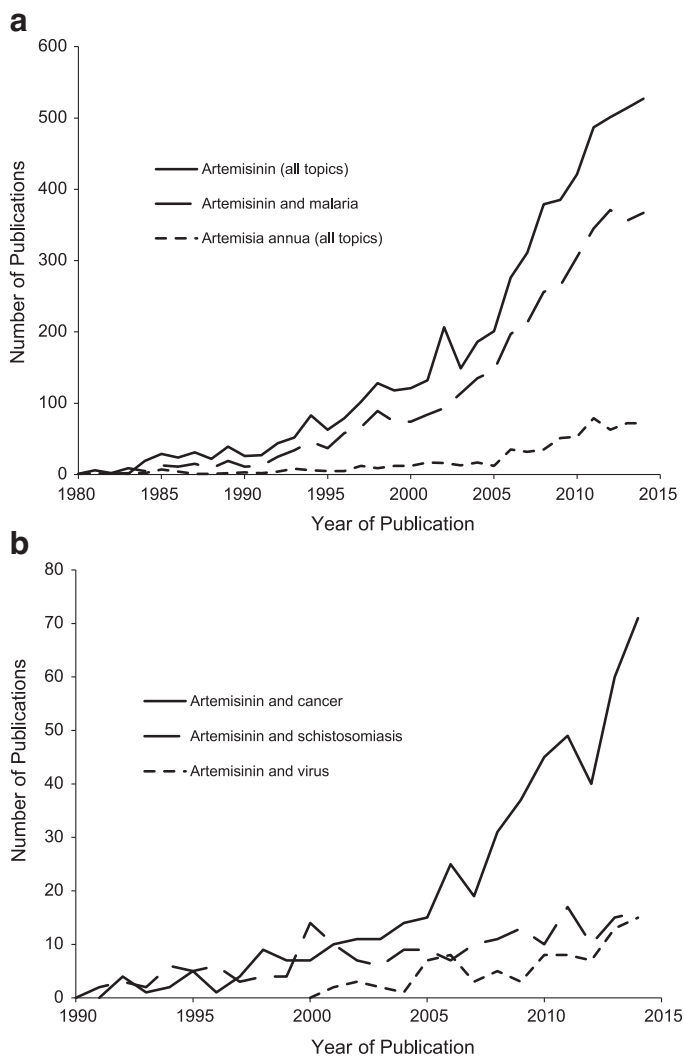 a
600
500
400
300
200
100
0
Number of Publications
Artemisinin (all topics)
Artemisinin and malaria
Artemisia annua (all topics)
1980 1985 1990 1995 2000 2005 2010 2015
Year of Publication
b
80
70
60
50
40
30
20
10
0
Number of Publications
Artemisinin and cancer
Artemisinin and schistosomiasis
Artemisinin and virus
1990 1995 2000 2005 2010 2015
Year of Publication